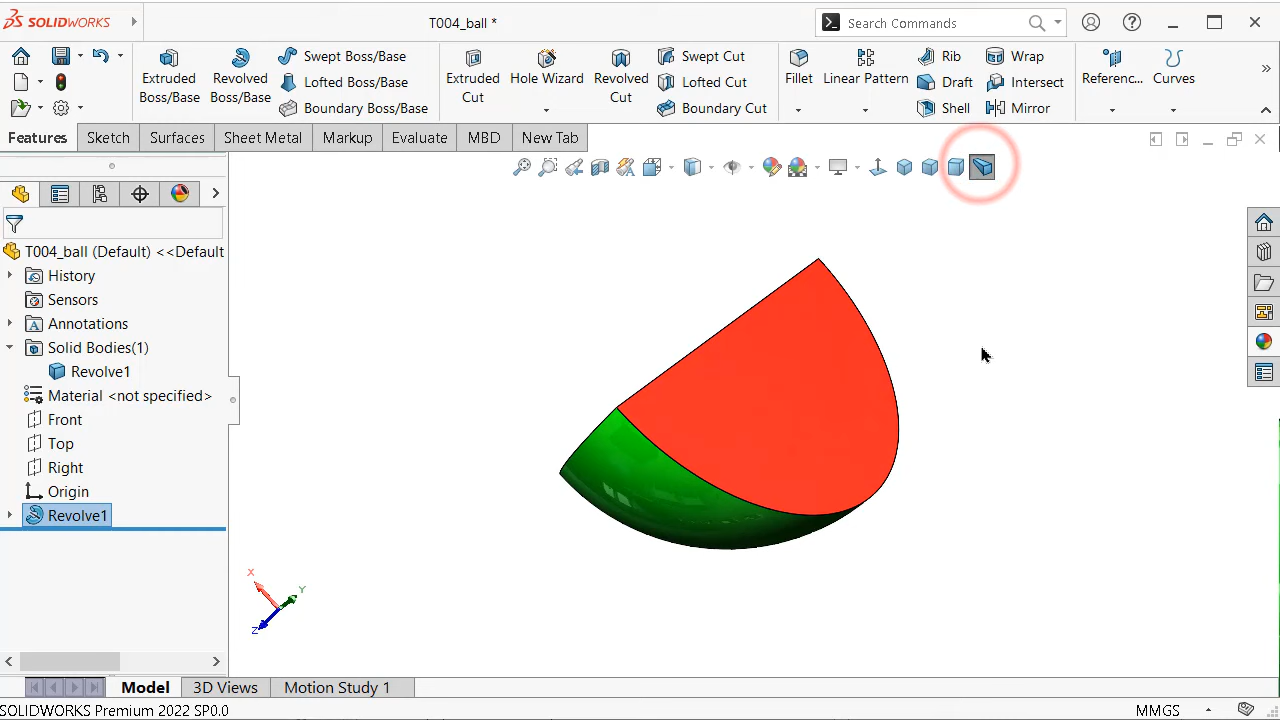 SOLIDWORKS
T004_ball *
Search Commands
Extruded Boss/Base
Revolved Boss/Base
Swept Boss/Base
Lofted Boss/Base
Boundary Boss/Base
Extruded Cut
Hole Wizard
Revolved Cut
Swept Cut
Lofted Cut
Boundary Cut
Fillet
Linear Pattern
Rib
Draft
Shell
Wrap
Intersect
Mirror
Referenc...
Curves
Features
Sketch
Surfaces
Sheet Metal
Markup
Evaluate
MBD
New Tab
T004_ball (Default) <<Default
History
Sensors
Annotations
Solid Bodies(1)
Revolve1
Material <not specified>
Front
Top
Right
Origin
Revolve1
X
Y
Z
Model
3D Views
Motion Study 1
SOLIDWORKS Premium 2022 SP0.0
MMGS